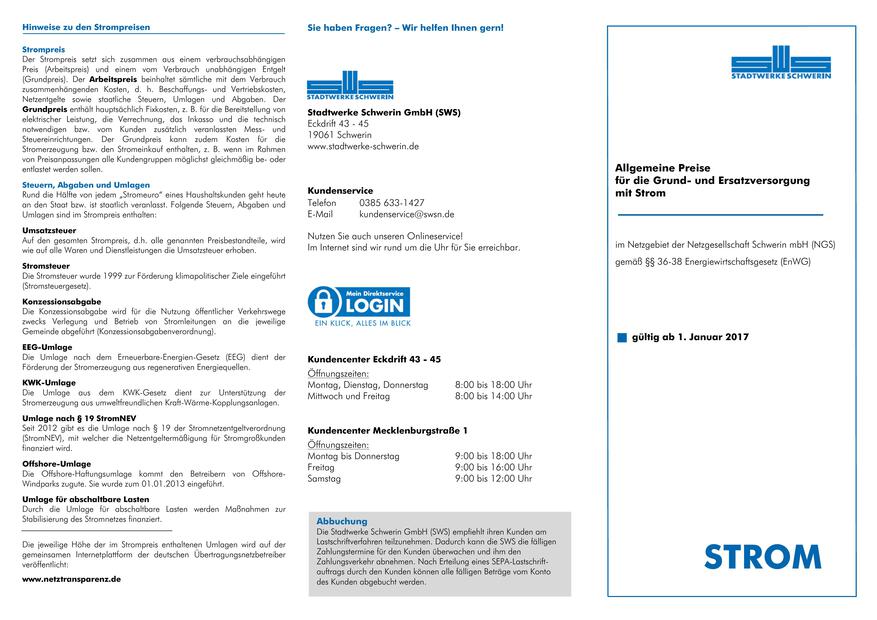 Hinweise zu den Strompreisen
Strompreis
Der Strompreis setzt sich zusammen aus einem verbrauchsabhängigen
Preis (Arbeitspreis) und einem vom Verbrauch unabhängigen Entgelt
(Grundpreis). Der Arbeitspreis beinhaltet sämtliche mit dem Verbrauch
zusammenhängenden Kosten, d. h. Beschaffungs- und Vertriebskosten,
Netzentgelte sowie staatliche Steuern, Umlagen und Abgaben. Der
Grundpreis enthält hauptsächlich Fixkosten, z. B. für die Bereitstellung von
elektrischer Leistung, die Verrechnung, das Inkasso und die technisch
notwendigen bzw. vom Kunden zusätzlich veranlassten Mess- und
Steuereinrichtungen. Der Grundpreis kann zudem Kosten für die
Stromerzeugung bzw. den Stromeinkauf enthalten, z. B. wenn im Rahmen
von Preisanpassungen alle Kundengruppen möglichst gleichmäßig be- oder
entlastet werden sollen.
Steuern, Abgaben und Umlagen
Rund die Hälfte von jedem „Stromeuro“ eines Haushaltskunden geht heute
an den Staat bzw. ist staatlich veranlasst. Folgende Steuern, Abgaben und
Umlagen sind im Strompreis enthalten:
Umsatzsteuer
Auf den gesamten Strompreis, d.h. alle genannten Preisbestandteile, wird
wie auf alle Waren und Dienstleistungen die Umsatzsteuer erhoben.
Stromsteuer
Die Stromsteuer wurde 1999 zur Förderung klimapolitischer Ziele eingeführt
(Stromsteuergesetz).
Konzessionsabgabe
Die Konzessionsabgabe wird für die Nutzung öffentlicher Verkehrswege
zwecks Verlegung und Betrieb von Stromleitungen an die jeweilige
Gemeinde abgeführt (Konzessionsabgabenverordnung).
EEG-Umlage
Die Umlage nach dem Erneuerbare-Energien-Gesetz (EEG) dient der
Förderung der Stromerzeugung aus regenerativen Energiequellen.
KWK-Umlage
Die Umlage aus dem KWK-Gesetz dient zur Unterstützung der
Stromerzeugung aus umweltfreundlichen Kraft-Wärme-Kopplungsanlagen.
Umlage nach § 19 StromNEV
Seit 2012 gibt es die Umlage nach § 19 der Stromnetzentgeltverordnung
(StromNEV), mit welcher die Netzentgeltermäßigung für Stromgroßkunden
finanziert wird.
Offshore-Umlage
Die Offshore-Haftungsumlage kommt den Betreibern von Offshore-
Windparks zugute. Sie wurde zum 01.01.2013 eingeführt.
Umlage für abschaltbare Lasten
Durch die Umlage für abschaltbare Lasten werden Maßnahmen zur
Stabilisierung des Stromnetzes finanziert.
Die jeweilige Höhe der im Strompreis enthaltenen Umlagen wird auf der
gemeinsamen Internetplattform der deutschen Übertragungsnetzbetreiber
veröffentlicht:
www.netztransparenz.de
Sie haben Fragen? – Wir helfen Ihnen gern!
STADTWERKE SCHWERIN
Stadtwerke Schwerin GmbH (SWS)
Eckdrift 43 - 45
19061 Schwerin
www.stadtwerke-schwerin.de
Kundenservice
Telefon 0385 633-1427
E-Mail kundenservice@swsn.de
Nutzen Sie auch unseren Onlineservice!
Im Internet sind wir rund um die Uhr für Sie erreichbar.
Mein Direktservice
LOGIN
EIN KLICK, ALLES IM BLICK
Kundencenter Eckdrift 43 - 45
Öffnungszeiten:
Montag, Dienstag, Donnerstag 8:00 bis 18:00 Uhr
Mittwoch und Freitag 8:00 bis 14:00 Uhr
Kundencenter Mecklenburgstraße 1
Öffnungszeiten:
Montag bis Donnerstag 9:00 bis 18:00 Uhr
Freitag 9:00 bis 16:00 Uhr
Samstag 9:00 bis 12:00 Uhr
Abbuchung
Die Stadtwerke Schwerin GmbH (SWS) empfiehlt ihren Kunden am
Lastschriftverfahren teilzunehmen. Dadurch kann die SWS die fälligen
Zahlungstermine für den Kunden überwachen und ihm den
Zahlungsverkehr abnehmen. Nach Erteilung eines SEPA-Lastschrift-
auftrags durch den Kunden können alle fälligen Beträge vom Konto
des Kunden abgebucht werden.
STADTWERKE SCHWERIN
Allgemeine Preise
für die Grund- und Ersatzversorgung
mit Strom
im Netzgebiet der Netzgesellschaft Schwerin mbH (NGS)
gemäß §§ 36-38 Energiewirtschaftsgesetz (EnWG)
gültig ab 1. Januar 2017
STROM